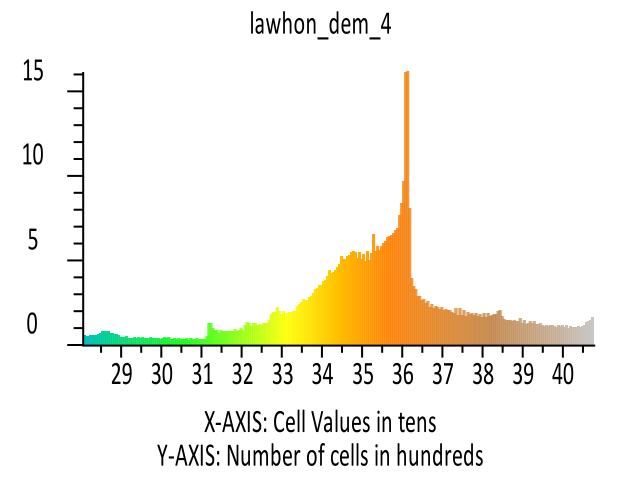 lawhon_dem_4
15
10
5
0
29 30 31 32 33 34 35 36 37 38 39 40
X-AXIS: Cell Values in tens
Y-AXIS: Number of cells in hundreds